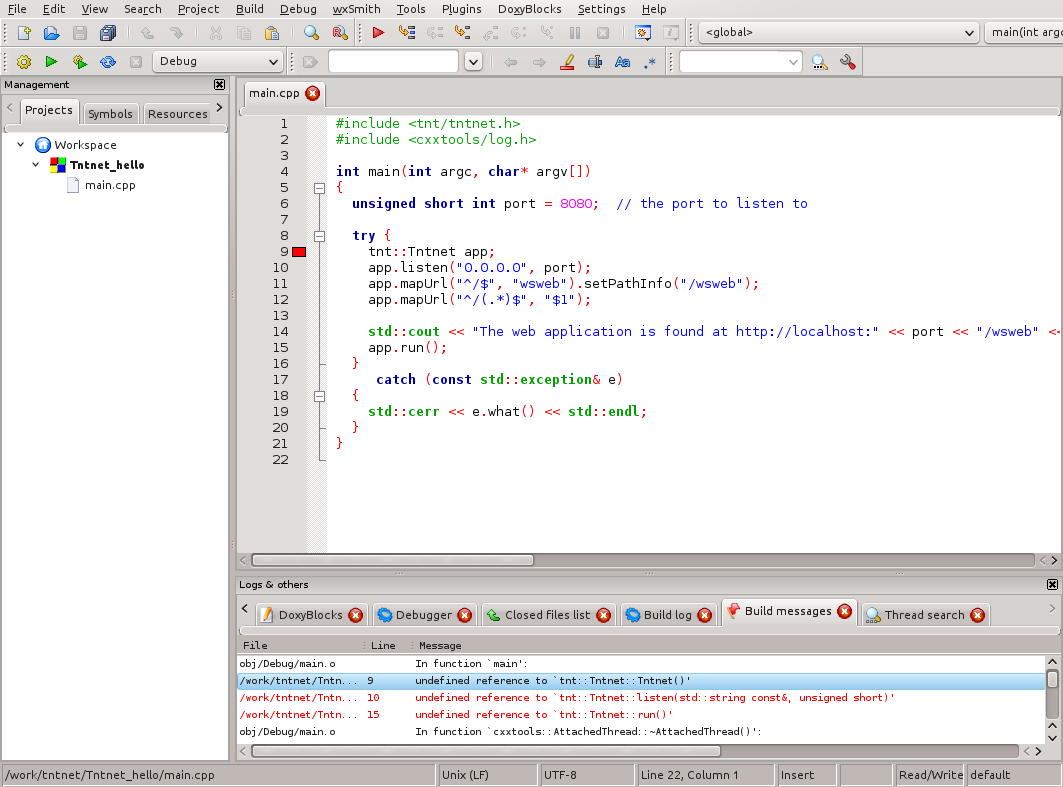 File Edit View Search Project Build Debug wxSmith Tools Plugins DoxyBlocks Settings Help
<global> main(int argc
Debug
Management
Projects Symbols Resources
Workspace
Tntnet_hello
main.cpp
main.cpp
1 #include <tnt/tntnet.h>
2 #include <cxxtools/log.h>
3
4 int main(int argc, char* argv[])
5 {
6 unsigned short int port = 8080;  // the port to listen to
7
8 try {
9 tnt::Tntnet app;
10 app.listen("0.0.0.0", port);
11 app.mapUrl("^/$", "wsweb").setPathInfo("/wsweb");
12 app.mapUrl("^/(.*)$", "$1");
13
14 std::cout << "The web application is found at http://localhost:" << port << "/wsweb" <<
15 app.run();
16 }
17 catch (const std::exception& e)
18 {
19 std::cerr << e.what() << std::endl;
20 }
21 }
22
Logs & others
DoxyBlocks Debugger Closed files list Build log Build messages Thread search
File Line Message
obj/Debug/main.o In function `main':
/work/tntnet/Tntn... 9 undefined reference to `tnt::Tntnet::Tntnet()'
/work/tntnet/Tntn... 10 undefined reference to `tnt::Tntnet::listen(std::string const&, unsigned short)'
/work/tntnet/Tntn... 15 undefined reference to `tnt::Tntnet::run()'
obj/Debug/main.o In function `cxxtools::AttachedThread::~AttachedThread()':
/work/tntnet/Tntnet_hello/main.cpp Unix (LF) UTF-8 Line 22, Column 1 Insert Read/Write default